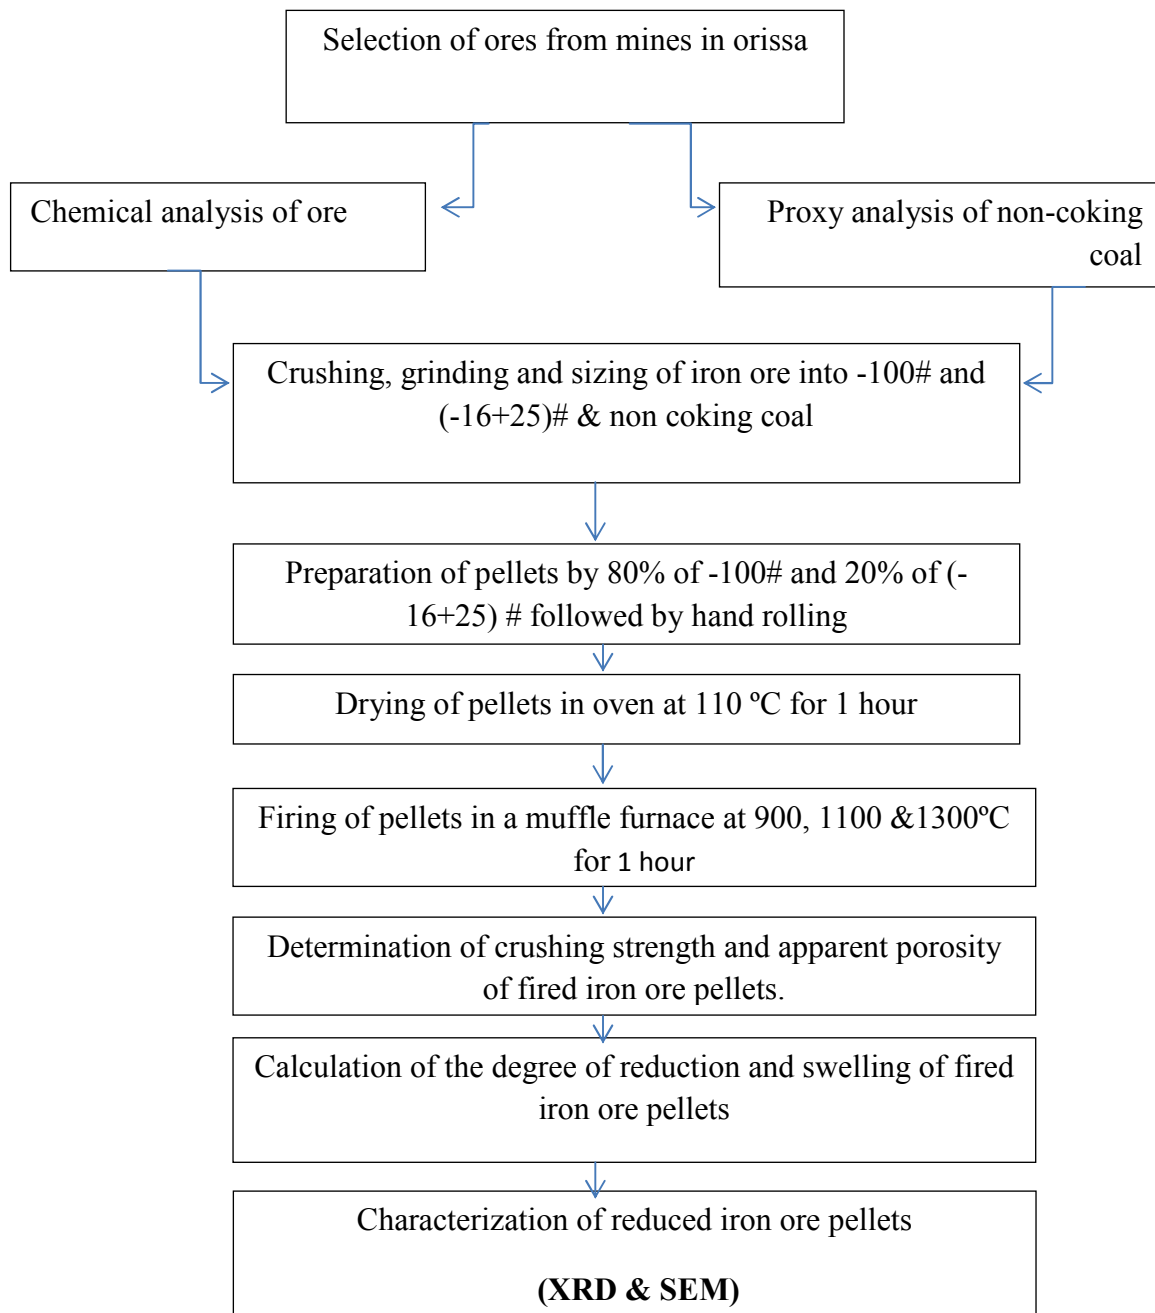 Selection of ores from mines in orissa
Chemical analysis of ore
Proxy analysis of non-coking
coal
Crushing, grinding and sizing of iron ore into -100# and
(-16+25)# & non coking coal
Preparation of pellets by 80% of -100# and 20% of (-
16+25) # followed by hand rolling
Drying of pellets in oven at 110 ºC for 1 hour
Firing of pellets in a muffle furnace at 900, 1100 &1300ºC
for 1 hour
Determination of crushing strength and apparent porosity
of fired iron ore pellets.
Calculation of the degree of reduction and swelling of fired
iron ore pellets
Characterization of reduced iron ore pellets
(XRD & SEM)